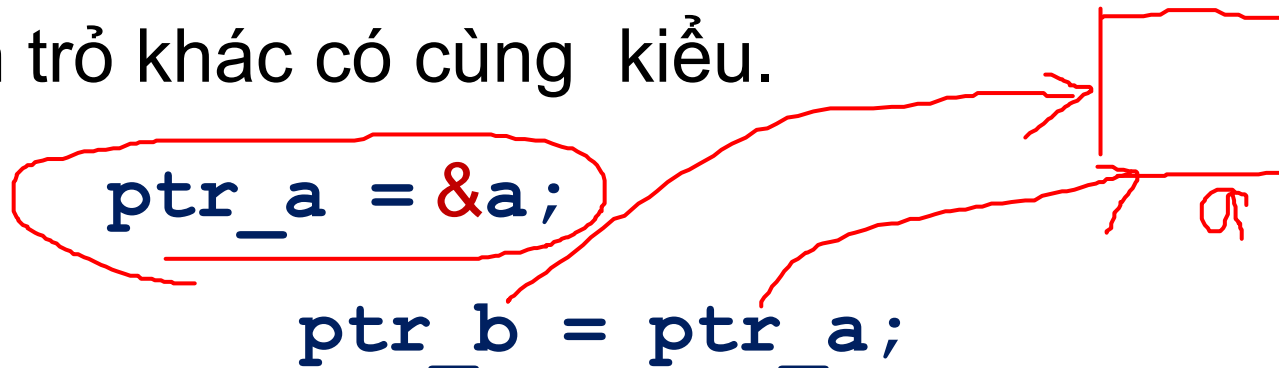 trỏ khác có cùng kiểu.
ptr_a = &a;
a
ptr_b = ptr_a;